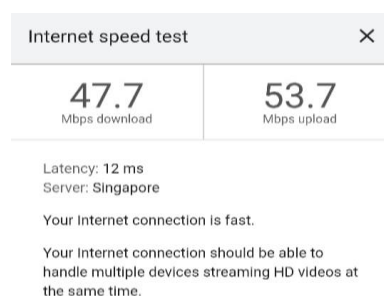 Internet speed test
47.7
Mbps download
53.7
Mbps upload
Latency: 12 ms
Server: Singapore
Your Internet connection is fast.
Your Internet connection should be able to
handle multiple devices streaming HD videos at
the same time.